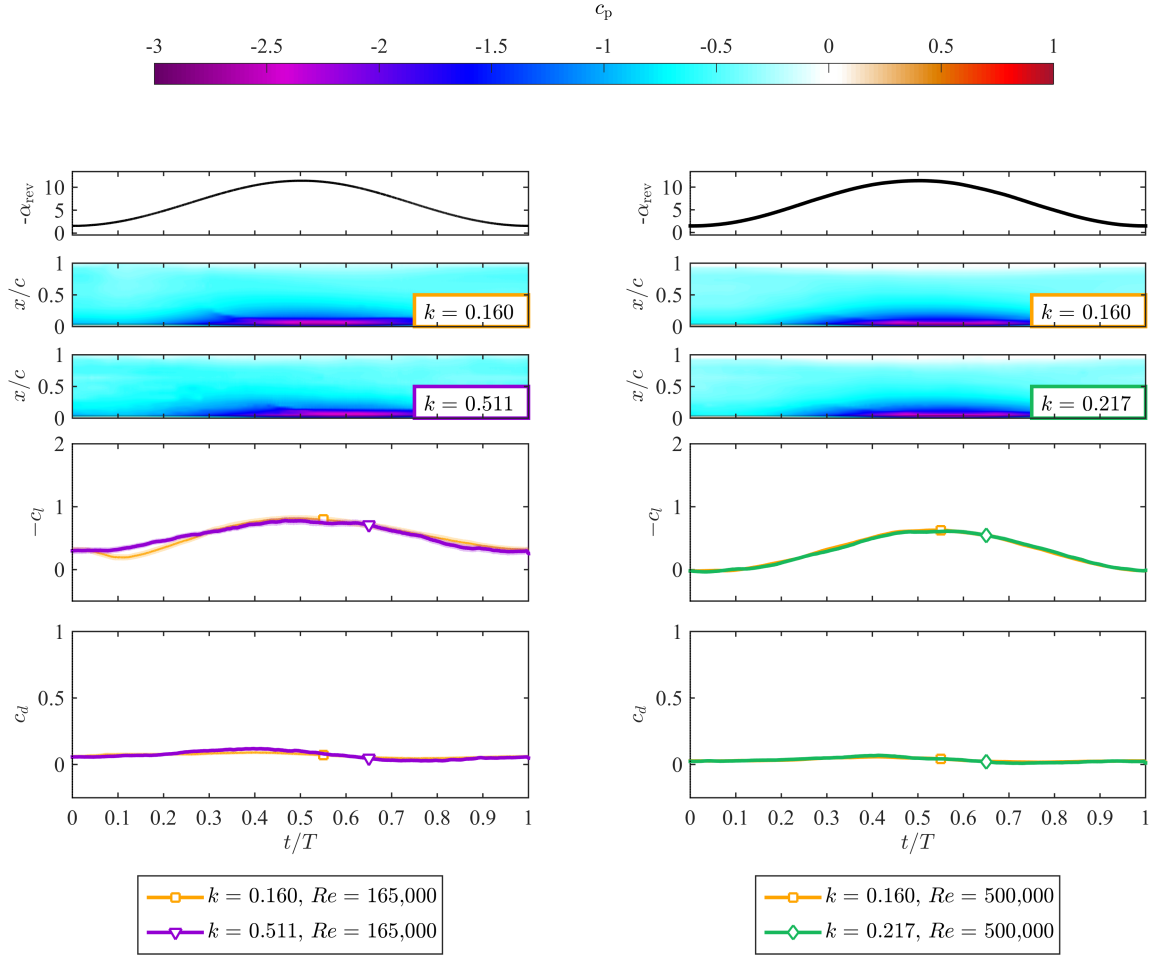 c_p
-3 -2.5 -2 -1.5 -1 -0.5 0 0.5 1
-α_rev
10
5
0
x/c
1
0.5
0
k = 0.160
x/c
1
0.5
0
k = 0.511
−c_l
2
1
0
c_d
1
0.5
0
0 0.1 0.2 0.3 0.4 0.5 0.6 0.7 0.8 0.9 1
t/T
k = 0.160, Re = 165,000
k = 0.511, Re = 165,000
-α_rev
10
5
0
x/c
1
0.5
0
k = 0.160
x/c
1
0.5
0
k = 0.217
−c_l
2
1
0
c_d
1
0.5
0
0 0.1 0.2 0.3 0.4 0.5 0.6 0.7 0.8 0.9 1
t/T
k = 0.160, Re = 500,000
k = 0.217, Re = 500,000